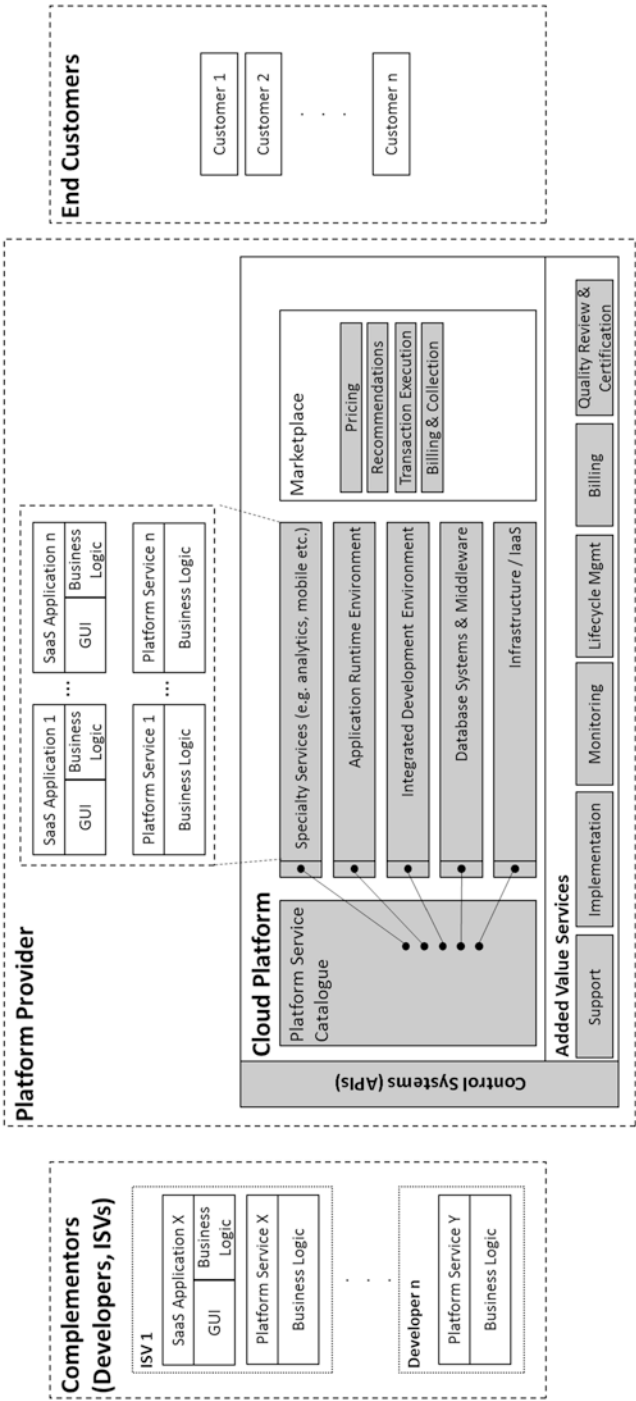 Complementors
(Developers, ISVs)
ISV 1
SaaS Application X
GUI
Business
Logic
Platform Service X
Business Logic
. . .
Developer n
Platform Service Y
Business Logic
Platform Provider
SaaS Application 1
GUI
Business
Logic
...
SaaS Application n
GUI
Business
Logic
Platform Service 1
Business Logic
...
Platform Service n
Business Logic
Control Systems (APIs)
Cloud Platform
Platform Service
Catalogue
Specialty Services (e.g. analytics, mobile etc.)
Application Runtime Environment
Integrated Development Environment
Database Systems & Middleware
Infrastructure / IaaS
Marketplace
Pricing
Recommendations
Transaction Execution
Billing & Collection
Added Value Services
Support
Implementation
Monitoring
Lifecycle Mgmt
Billing
Quality Review &
Certification
End Customers
Customer 1
Customer 2
. . .
Customer n